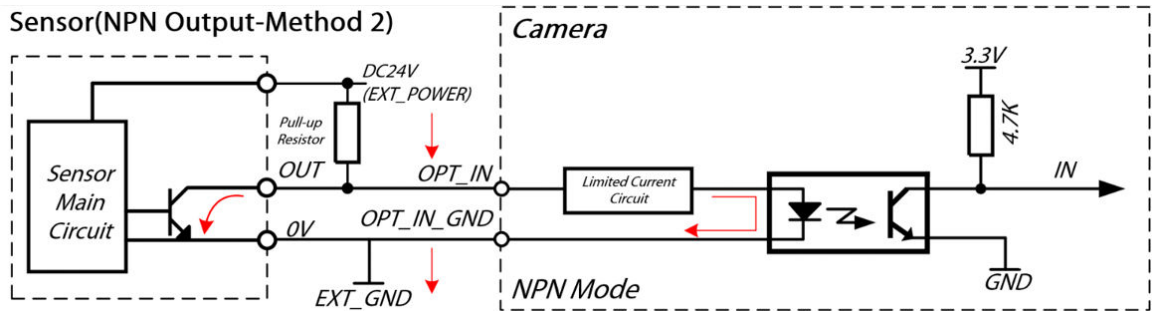 Sensor(NPN Output-Method 2)
Camera
DC24V
(EXT_POWER)
3.3V
Pull-up
Resistor
4.7K
Sensor
Main
Circuit
OUT
OPT_IN
Limited Current
Circuit
IN
0V
OPT_IN_GND
EXT_GND
NPN Mode
GND